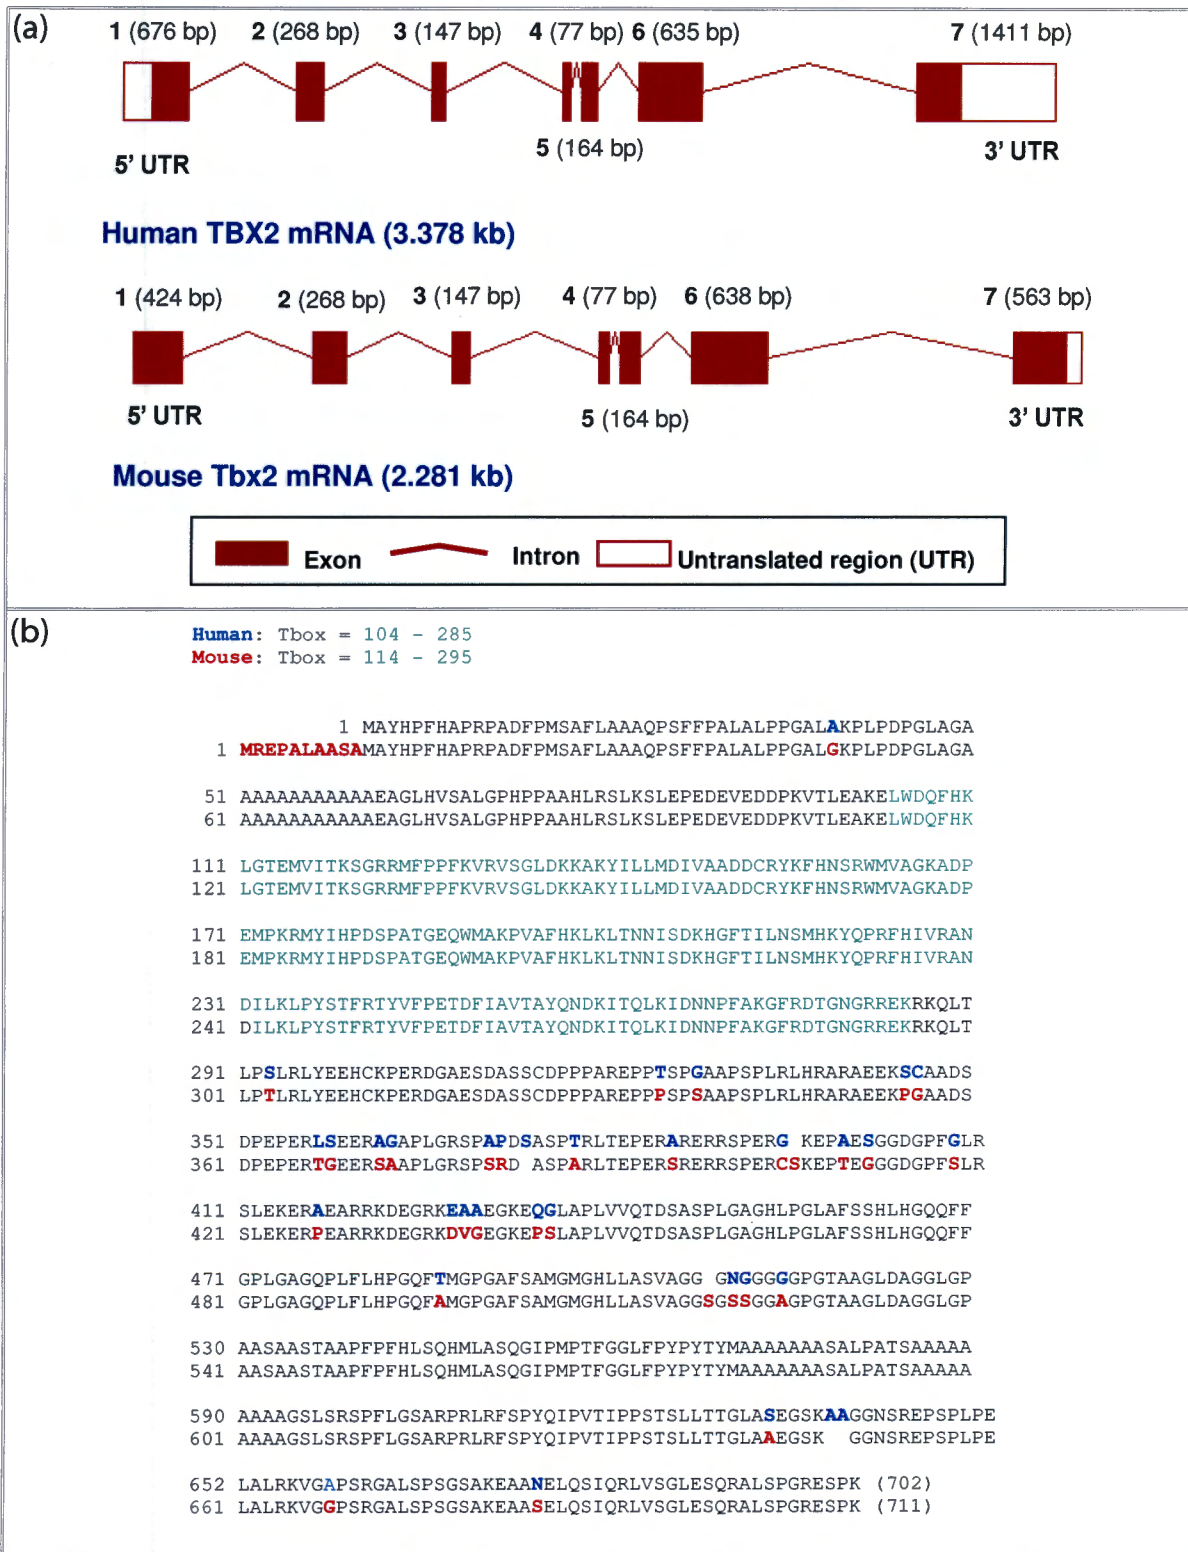 (a)
1 (676 bp) 2 (268 bp) 3 (147 bp) 4 (77 bp) 6 (635 bp) 7 (1411 bp)
5 (164 bp)
5' UTR 3' UTR
Human TBX2 mRNA (3.378 kb)
1 (424 bp) 2 (268 bp) 3 (147 bp) 4 (77 bp) 6 (638 bp) 7 (563 bp)
5' UTR 5 (164 bp) 3' UTR
Mouse Tbx2 mRNA (2.281 kb)
Exon Intron Untranslated region (UTR)
(b)
Human: Tbox = 104 - 285
Mouse: Tbox = 114 - 295
1 MAYHPFHAPRPADFPMSAFLAAAQPSFFPALALPPGALAKPLPDPGLAGA
1 MREPALAASAMAYHPFHAPRPADFPMSAFLAAAQPSFFPALALPPGALGKPLPDPGLAGA
51 AAAAAAAAAAAEAGLHVSALGPHPPAAHLRSLKSLEPEDEVEDDPKVTLEAKELWDQFHK
61 AAAAAAAAAAAEAGLHVSALGPHPPAAHLRSLKSLEPEDEVEDDPKVTLEAKELWDQFHK
111 LGTEMVITKSGRRMFPPFKVRVSGLDKKAKYILLMDIVAADDCRYKFHNSRWMVAGKADP
121 LGTEMVITKSGRRMFPPFKVRVSGLDKKAKYILLMDIVAADDCRYKFHNSRWMVAGKADP
171 EMPKRMYIHPDSPATGEQWMAKPVAFHKLKLTNNISDKHGFTILNSMHKYQPRFHIVRAN
181 EMPKRMYIHPDSPATGEQWMAKPVAFHKLKLTNNISDKHGFTILNSMHKYQPRFHIVRAN
231 DILKLPYSTFRTYVFPETDFIAVTAYQNDKITQLKIDNNPFAKGFRDTGNGRREKRKQLT
241 DILKLPYSTFRTYVFPETDFIAVTAYQNDKITQLKIDNNPFAKGFRDTGNGRREKRKQLT
291 LPSLRLYEEHCKPERDGAESDASSCDPPPAREPPTSPGAAPSPLRLHRARAEEKSCAADS
301 LPTLRLYEEHCKPERDGAESDASSCDPPPAREPPPSPSAAPSPLRLHRARAEEKPGAADS
351 DPEPERLSEERAGAPLGRSPAPDSASPTRLTEPERARERRSPERG KEPAESGGDGPFGLR
361 DPEPERTGEERSAAPLGRSPSRD ASPARLTEPERSRERRSPERCSKEPTEGGGDGPFSLR
411 SLEKERAEARRKDEGRKEAAEGKEQGLAPLVVQTDSASPLGAGHLPGLAFSSHLHGQQFF
421 SLEKERPEARRKDEGRKDVGEGKEPSLAPLVVQTDSASPLGAGHLPGLAFSSHLHGQQFF
471 GPLGAGQPLFLHPGQFTMGPGAFSAMGMGHLLASVAGG GNGGGGGPGTAAGLDAGGLGP
481 GPLGAGQPLFLHPGQFAMGPGAFSAMGMGHLLASVAGGSGSSGGAGPGTAAGLDAGGLGP
530 AASAASTAAPFPFHLSQHMLASQGIPMPTFGGLFPYPYTYMAAAAAAASALPATSAAAAA
541 AASAASTAAPFPFHLSQHMLASQGIPMPTFGGLFPYPYTYMAAAAAAASALPATSAAAAA
590 AAAAGSLSRSPFLGSARPRLRFSPYQIPVTIPPSTSLLTTGLASEGSKAAGGNSREPSPLPE
601 AAAAGSLSRSPFLGSARPRLRFSPYQIPVTIPPSTSLLTTGLAAEGSK GGNSREPSPLPE
652 LALRKVGAPSRGALSPSGSAKEAANELQSIQRLVSGLESQRALSPGRESPK (702)
661 LALRKVGGPSRGALSPSGSAKEAASELQSIQRLVSGLESQRALSPGRESPK (711)